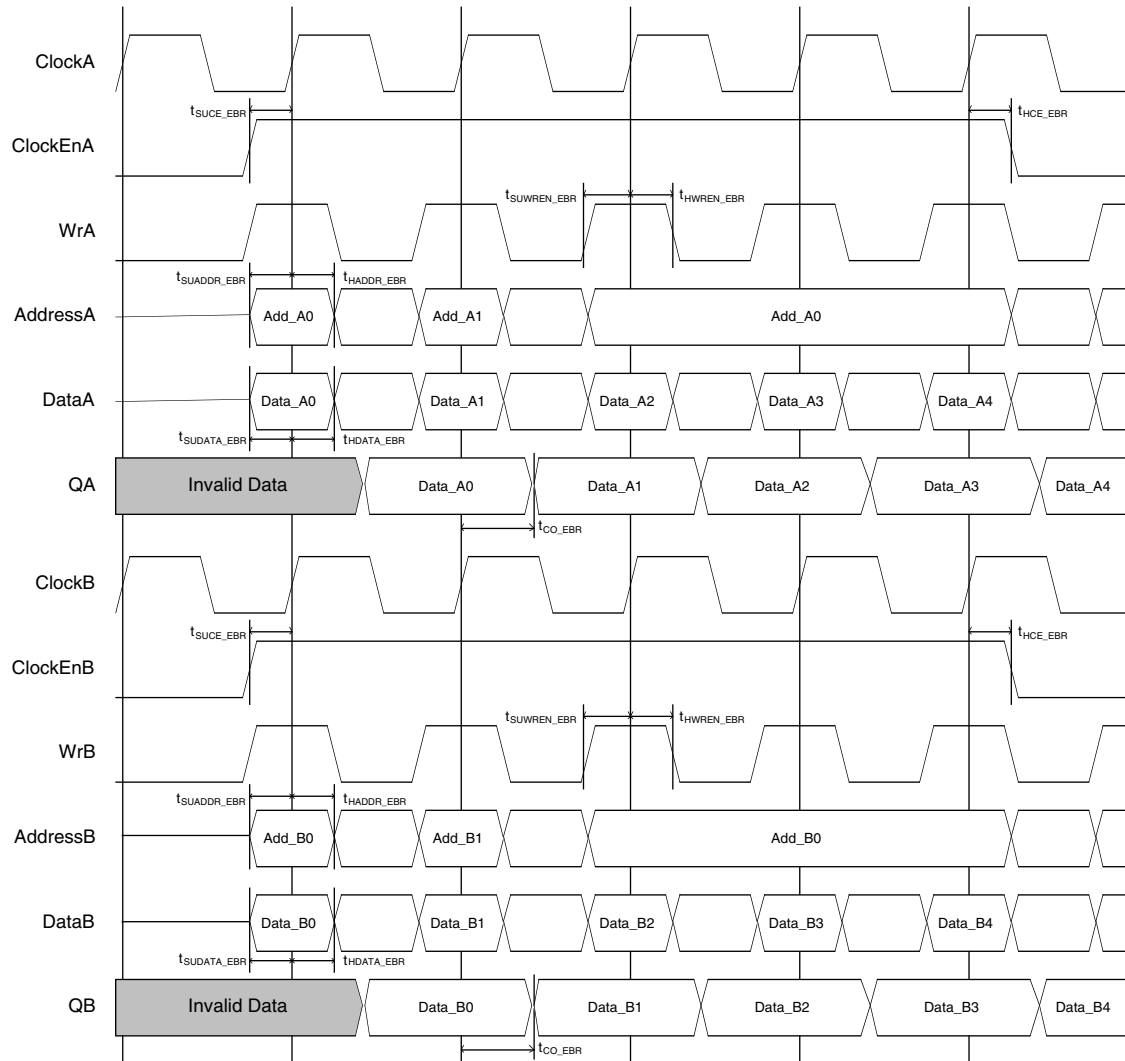 ClockA
tSUCE_EBR tHCE_EBR
ClockEnA
tSUWREN_EBR tHWREN_EBR
WrA
tSUADDR_EBR tHADDR_EBR
AddressA Add_A0 Add_A1 Add_A0
DataA Data_A0 Data_A1 Data_A2 Data_A3 Data_A4
tSUDATA_EBR tHDATA_EBR
QA Invalid Data Data_A0 Data_A1 Data_A2 Data_A3 Data_A4
tCO_EBR
ClockB
tSUCE_EBR tHCE_EBR
ClockEnB
tSUWREN_EBR tHWREN_EBR
WrB
tSUADDR_EBR tHADDR_EBR
AddressB Add_B0 Add_B1 Add_B0
DataB Data_B0 Data_B1 Data_B2 Data_B3 Data_B4
tSUDATA_EBR tHDATA_EBR
QB Invalid Data Data_B0 Data_B1 Data_B2 Data_B3 Data_B4
tCO_EBR